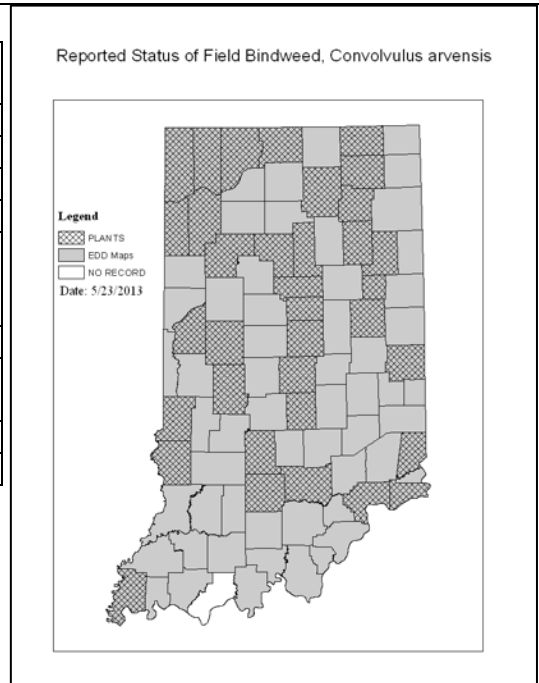 Reported Status of Field Bindweed, Convolvulus arvensis
Legend
PLANTS
EDD Maps
NO RECORD
Date: 5/23/2013